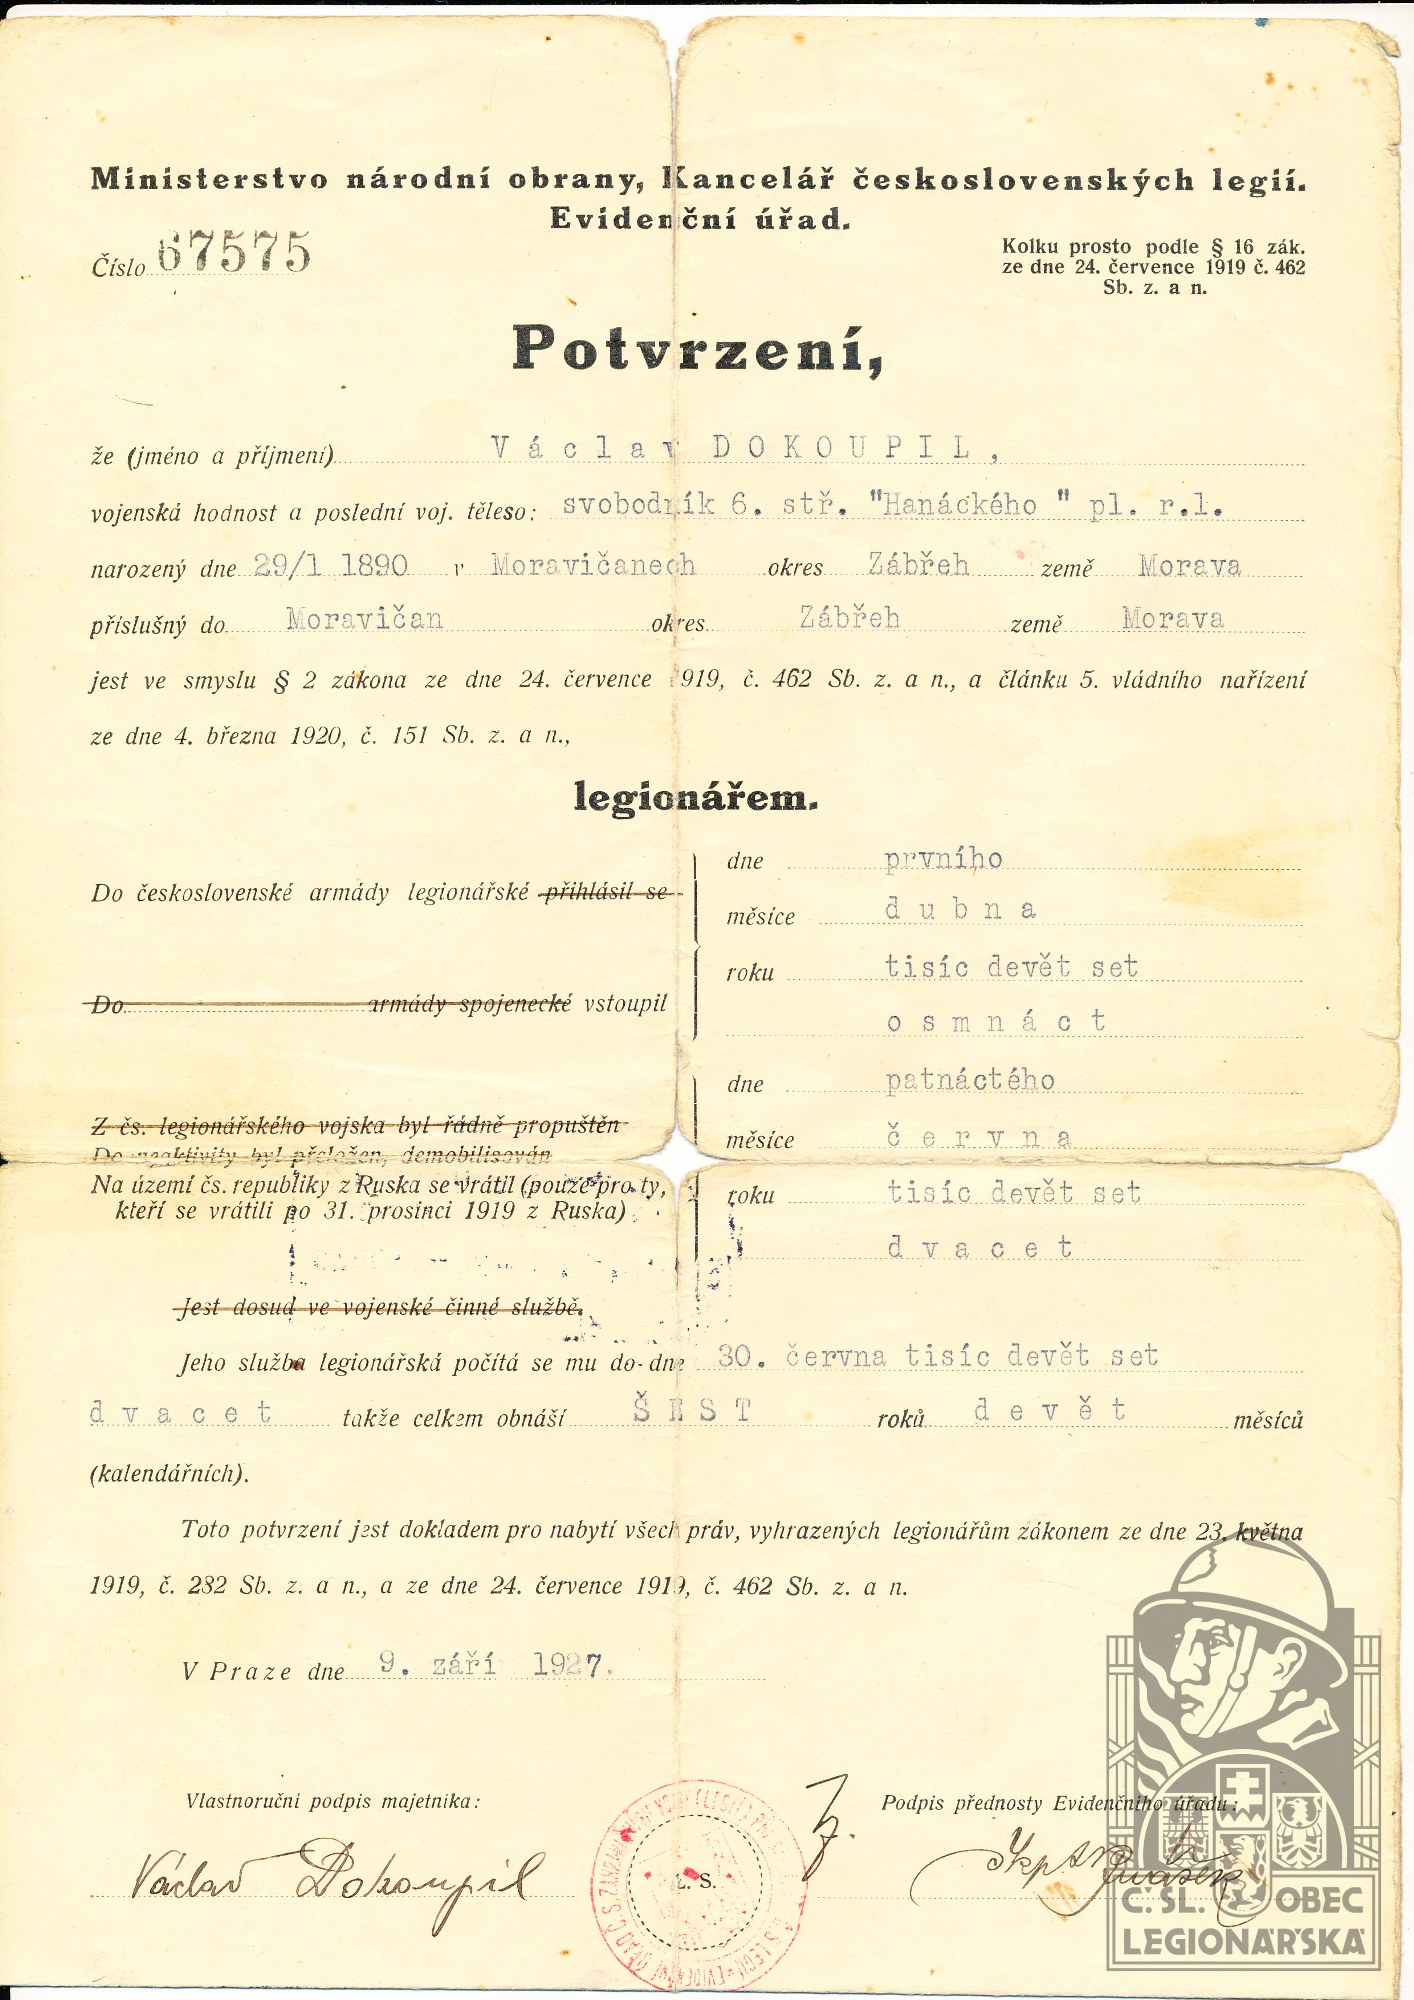 Ministerstvo národní obrany, Kancelář československých legií.
Evidenční úřad.
Číslo 67575
Kolku prosto podle § 16 zák.
ze dne 24. července 1919 č. 462
Sb. z. a n.
Potvrzení,
že (jméno a příjmení) Václav DOKOUPIL,
vojenská hodnost a poslední voj. těleso: svobodník 6. stř. "Hanáckého " pl. r.l.
narozený dne 29/1 1890 v Moravičanech okres Zábřeh země Morava
příslušný do Moravičan okres Zábřeh země Morava
jest ve smyslu § 2 zákona ze dne 24. července 1919, č. 462 Sb. z. a n., a článku 5. vládního nařízení
ze dne 4. března 1920, č. 151 Sb. z. a n.,
legionářem.
Do československé armády legionářské přihlásil se
Do armády spojenecké vstoupil
dne prvního
měsíce dubna
roku tisíc devět set
osmnáct
Z čs. legionářského vojska byl řádně propuštěn
Do neaktivity byl přeložen, demobilisován
Na území čs. republiky z Ruska se vrátil (pouze pro ty,
kteří se vrátili po 31. prosinci 1919 z Ruska)
dne patnáctého
měsíce června
roku tisíc devět set
dvacet
Jest dosud ve vojenské činné službě.
Jeho služba legionářská počítá se mu do dne 30. června tisíc devět set
dvacet takže celkem obnáší ŠEST roků devět měsíců
(kalendářních).
Toto potvrzení jest dokladem pro nabytí všech práv, vyhrazených legionářům zákonem ze dne 23. května
1919, č. 282 Sb. z. a n., a ze dne 24. července 1919, č. 462 Sb. z. a n.
V Praze dne 9. září 1927.
Vlastnoruční podpis majetníka:
Podpis přednosty Evidenčního úřadu:
Václav Dokoupil
L. S.
Č. SL. OBEC
LEGIONÁŘSKÁ